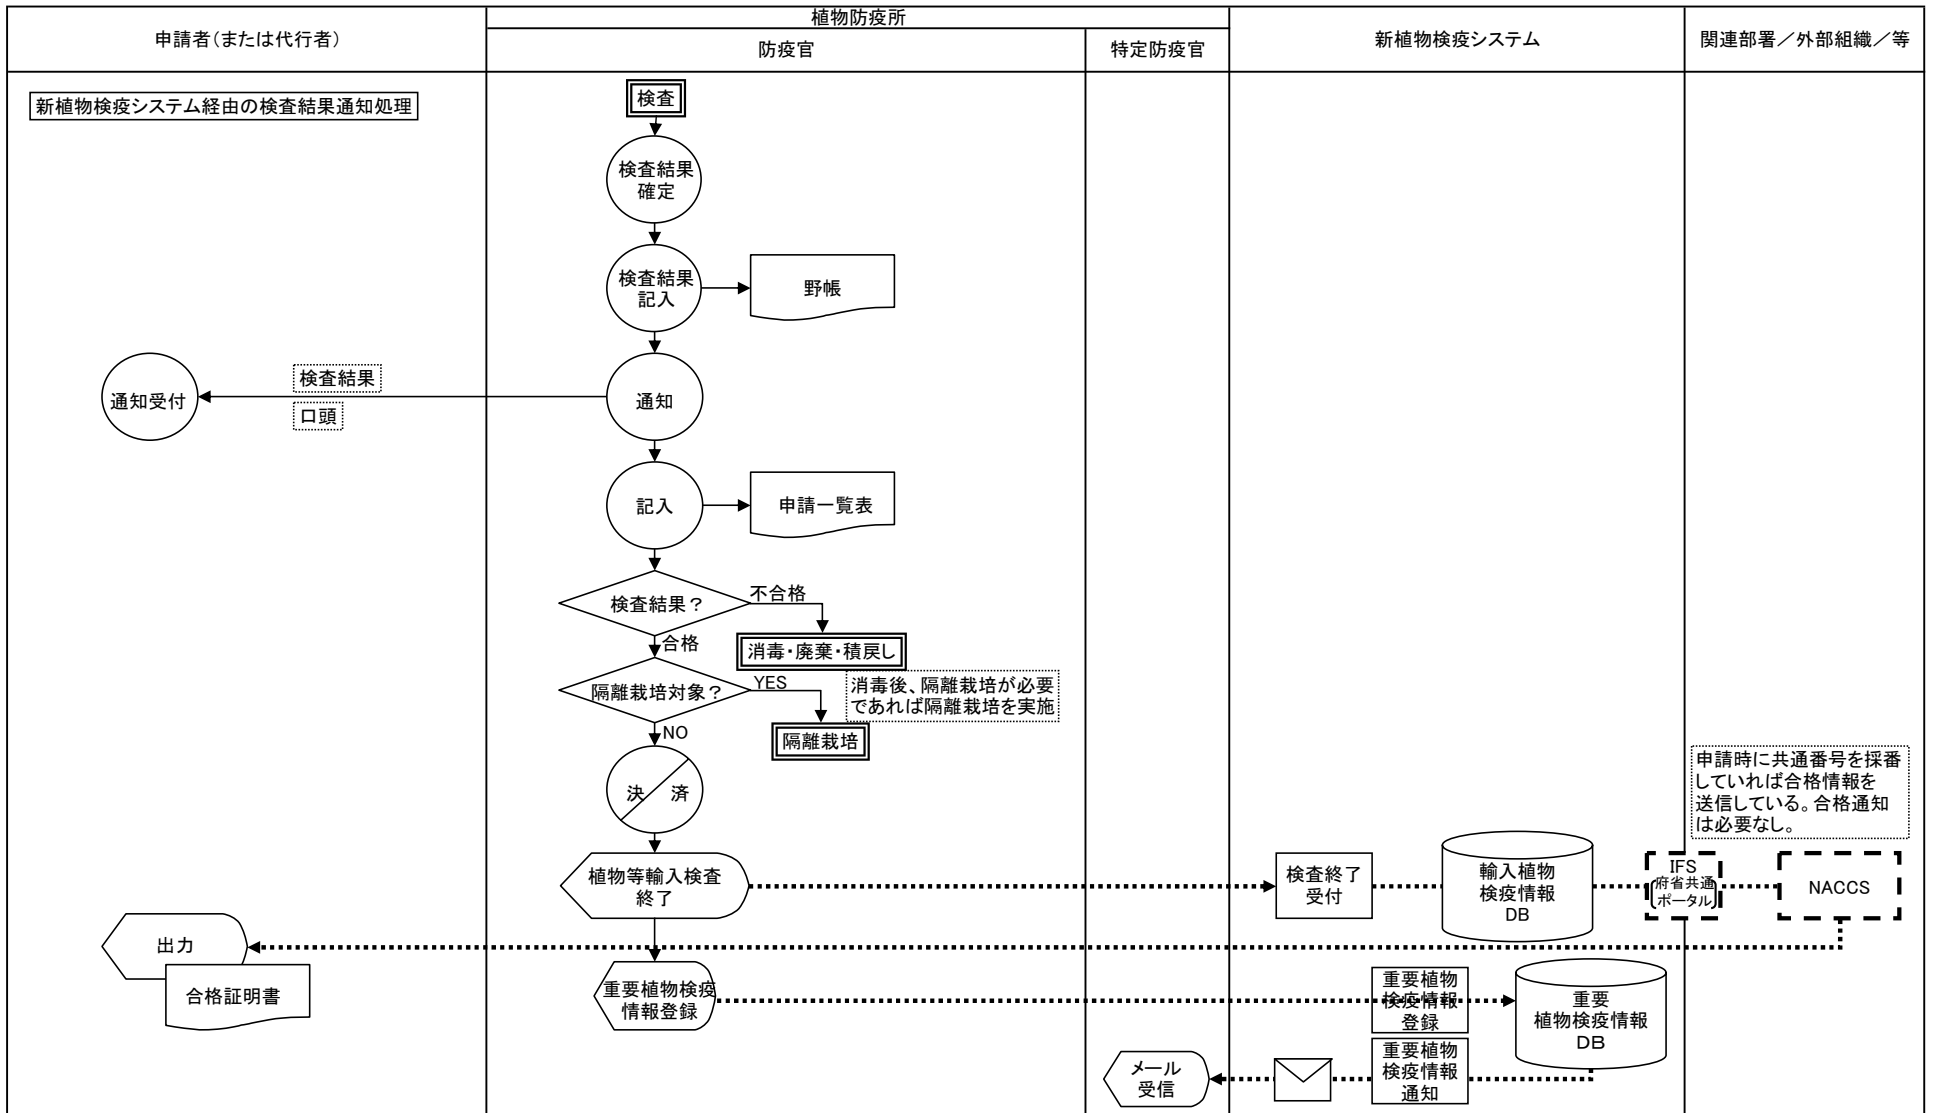 申請者（または代行者）
植物防疫所
防疫官
特定防疫官
新植物検疫システム
関連部署／外部組織／等
新植物検疫システム経由の検査結果通知処理
検査
検査結果
確定
検査結果
記入
野帳
通知受付
検査結果
口頭
通知
記入
申請一覧表
検査結果？
不合格
合格
消毒・廃棄・積戻し
隔離栽培対象？
YES
消毒後、隔離栽培が必要
であれば隔離栽培を実施
NO
隔離栽培
決 済
申請時に共通番号を採番
していれば合格情報を
送信している。合格通知
は必要なし。
植物等輸入検査
終了
検査終了
受付
輸入植物
検疫情報
DB
IFS
府省共通
ポータル
NACCS
出力
合格証明書
重要植物検疫
情報登録
重要植物
検疫情報
登録
重要
植物検疫情報
DB
メール
受信
重要植物
検疫情報
通知